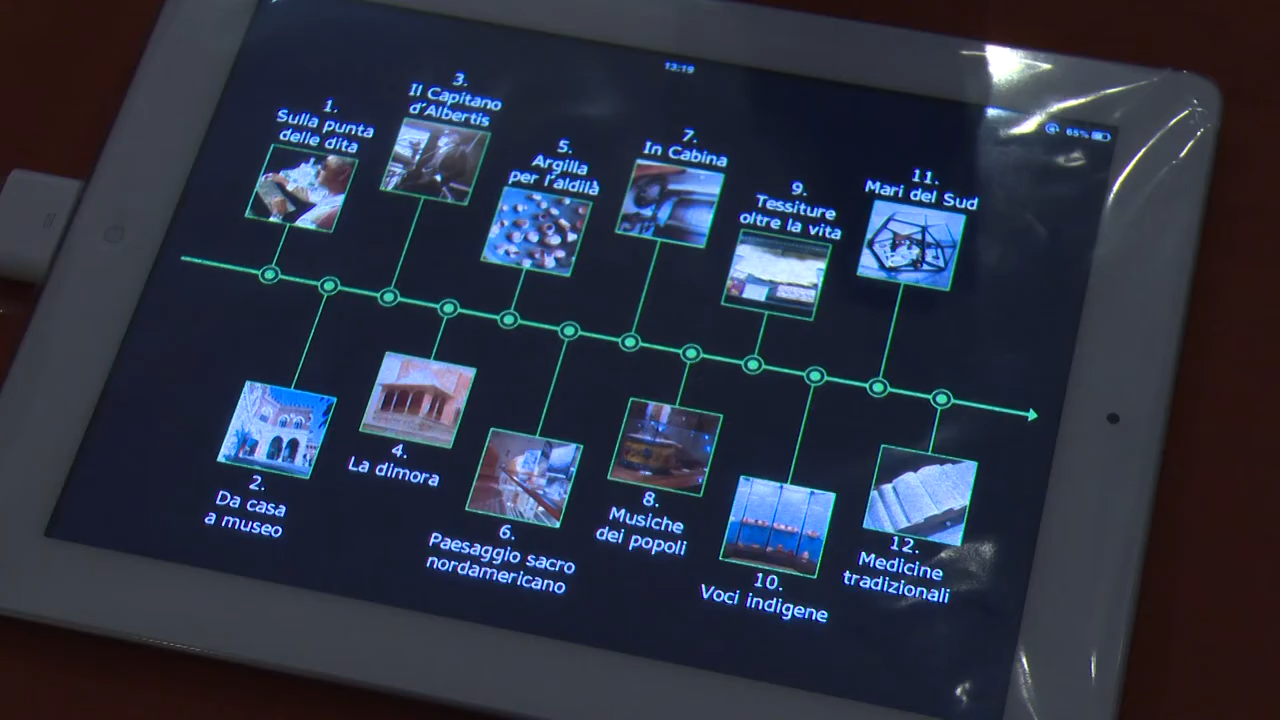 13:19
65%
1.
Sulla punta
delle dita
3.
Il Capitano
d'Albertis
5.
Argilla
per l'aldilà
7.
In Cabina
9.
Tessiture
oltre la vita
11.
Mari del Sud
2.
Da casa
a museo
4.
La dimora
6.
Paesaggio sacro
nordamericano
8.
Musiche
dei popoli
10.
Voci indigene
12.
Medicine
tradizionali